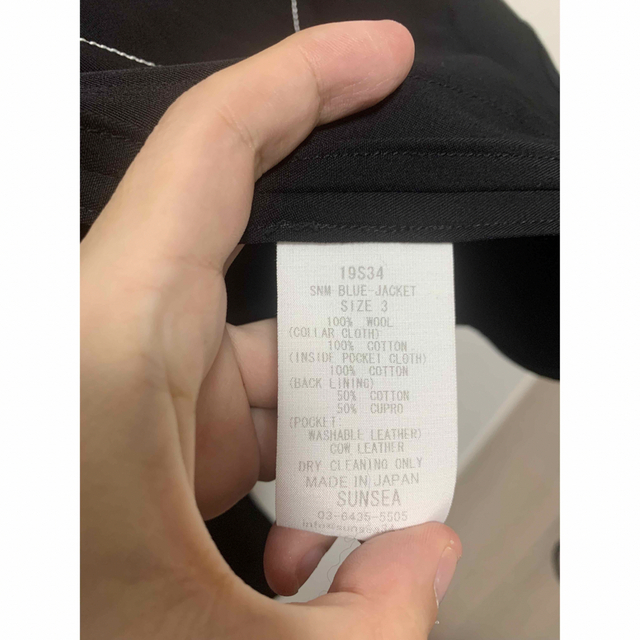 19S34
SNM BLUE-JACKET
SIZE 3
100% WOOL
(COLLAR CLOTH)
100% COTTON
(INSIDE POCKET CLOTH)
100% COTTON
(BACK LINING)
50% COTTON
50% CUPRO
(POCKET
WASHABLE LEATHER)
COW LEATHER
DRY CLEANING ONLY
MADE IN JAPAN
SUNSEA
03-6435-5505